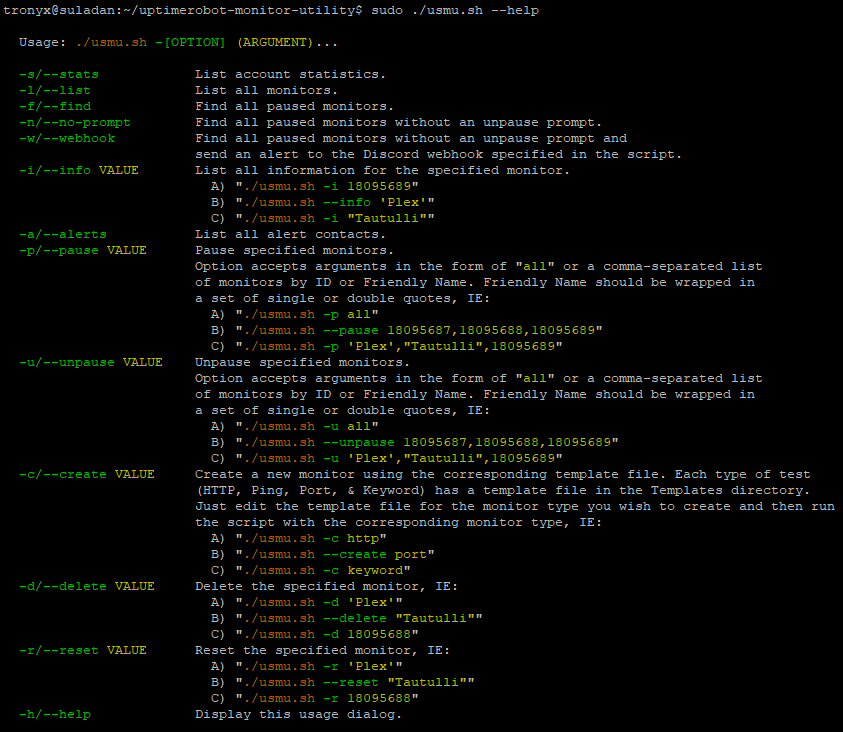 tronyx@suladan:~/uptimerobot-monitor-utility$ sudo ./usmu.sh --help
Usage: ./usmu.sh -[OPTION] (ARGUMENT)...
-s/--stats List account statistics.
-l/--list List all monitors.
-f/--find Find all paused monitors.
-n/--no-prompt Find all paused monitors without an unpause prompt.
-w/--webhook Find all paused monitors without an unpause prompt and
send an alert to the Discord webhook specified in the script.
-i/--info VALUE List all information for the specified monitor.
A) "./usmu.sh -i 18095689"
B) "./usmu.sh --info 'Plex'"
C) "./usmu.sh -i "Tautulli""
-a/--alerts List all alert contacts.
-p/--pause VALUE Pause specified monitors.
Option accepts arguments in the form of "all" or a comma-separated list
of monitors by ID or Friendly Name. Friendly Name should be wrapped in
a set of single or double quotes, IE:
A) "./usmu.sh -p all"
B) "./usmu.sh --pause 18095687,18095688,18095689"
C) "./usmu.sh -p 'Plex',"Tautulli",18095689"
-u/--unpause VALUE Unpause specified monitors.
Option accepts arguments in the form of "all" or a comma-separated list
of monitors by ID or Friendly Name. Friendly Name should be wrapped in
a set of single or double quotes, IE:
A) "./usmu.sh -u all"
B) "./usmu.sh --unpause 18095687,18095688,18095689"
C) "./usmu.sh -u 'Plex',"Tautulli",18095689"
-c/--create VALUE Create a new monitor using the corresponding template file. Each type of test
(HTTP, Ping, Port, & Keyword) has a template file in the Templates directory.
Just edit the template file for the monitor type you wish to create and then run
the script with the corresponding monitor type, IE:
A) "./usmu.sh -c http"
B) "./usmu.sh --create port"
C) "./usmu.sh -c keyword"
-d/--delete VALUE Delete the specified monitor, IE:
A) "./usmu.sh -d 'Plex'"
B) "./usmu.sh --delete "Tautulli""
C) "./usmu.sh -d 18095688"
-r/--reset VALUE Reset the specified monitor, IE:
A) "./usmu.sh -r 'Plex'"
B) "./usmu.sh --reset "Tautulli""
C) "./usmu.sh -r 18095688"
-h/--help Display this usage dialog.